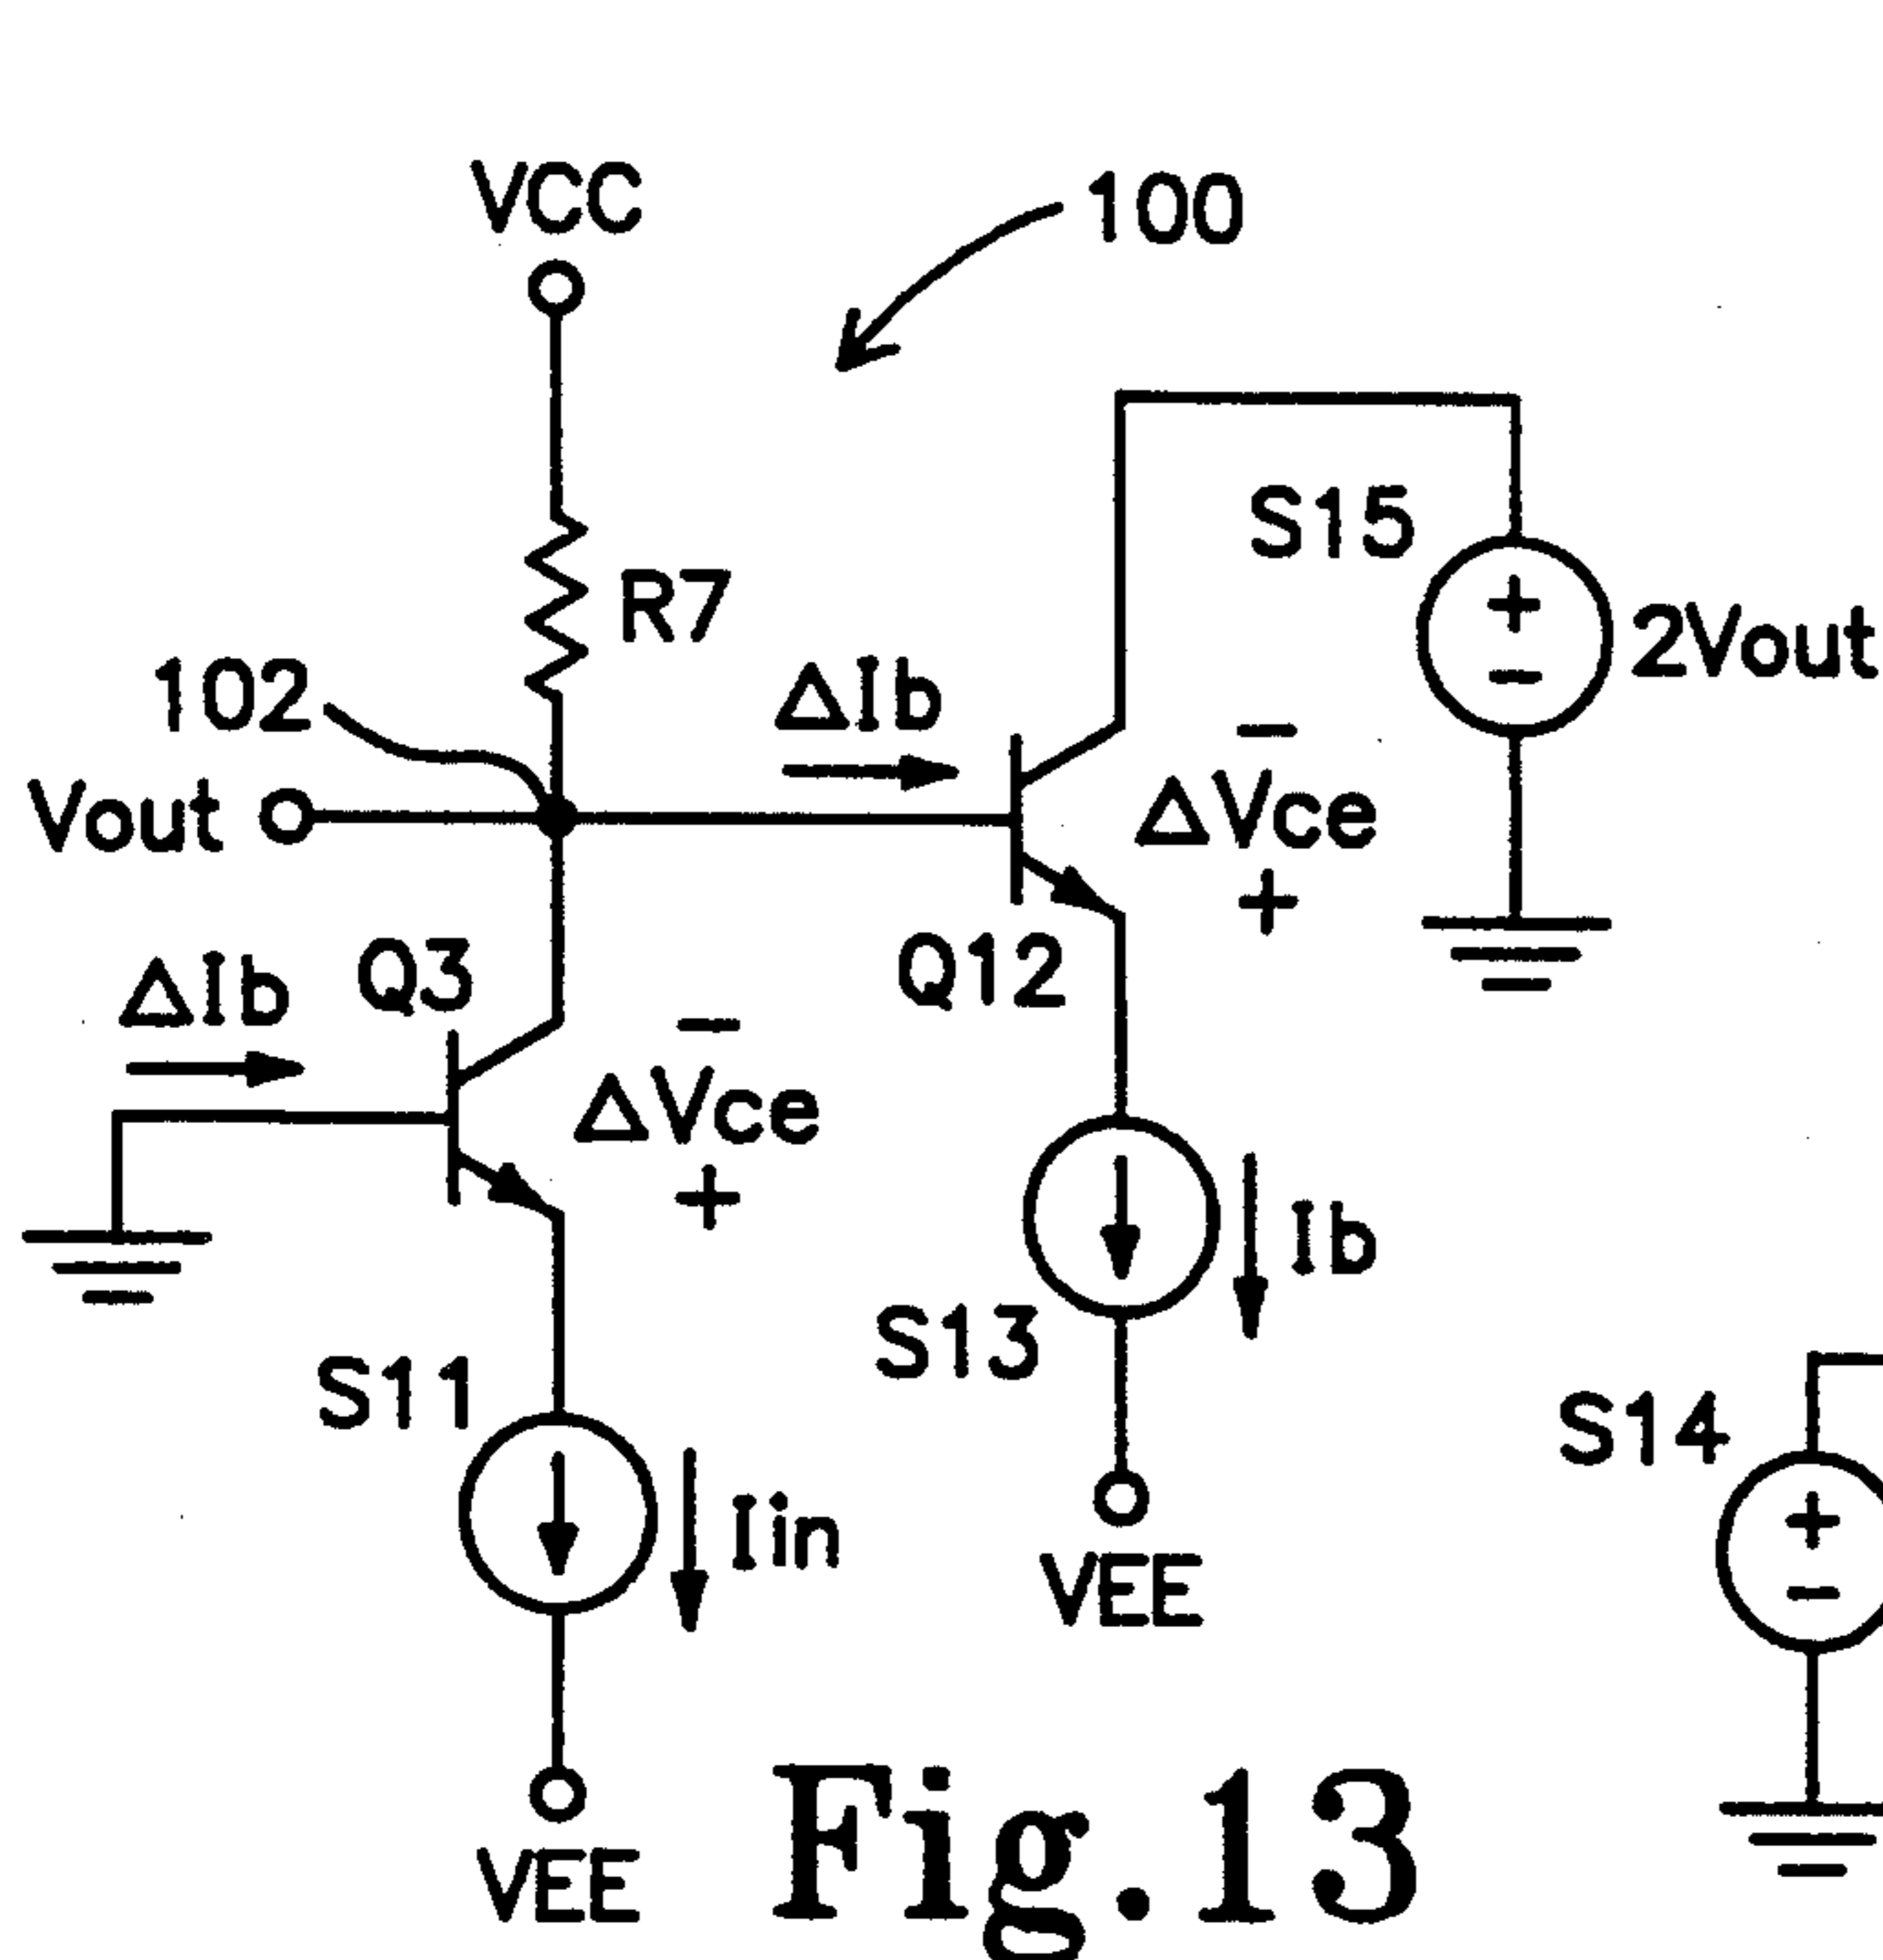 VCC
100
S15
+
−
2Vout
R7
102
ΔIb
Vout
−
ΔVce
+
Q3
Q12
ΔIb
−
ΔVce
+
Ib
S13
S11
S14
+
−
Iin
VEE
VEE
Fig.13